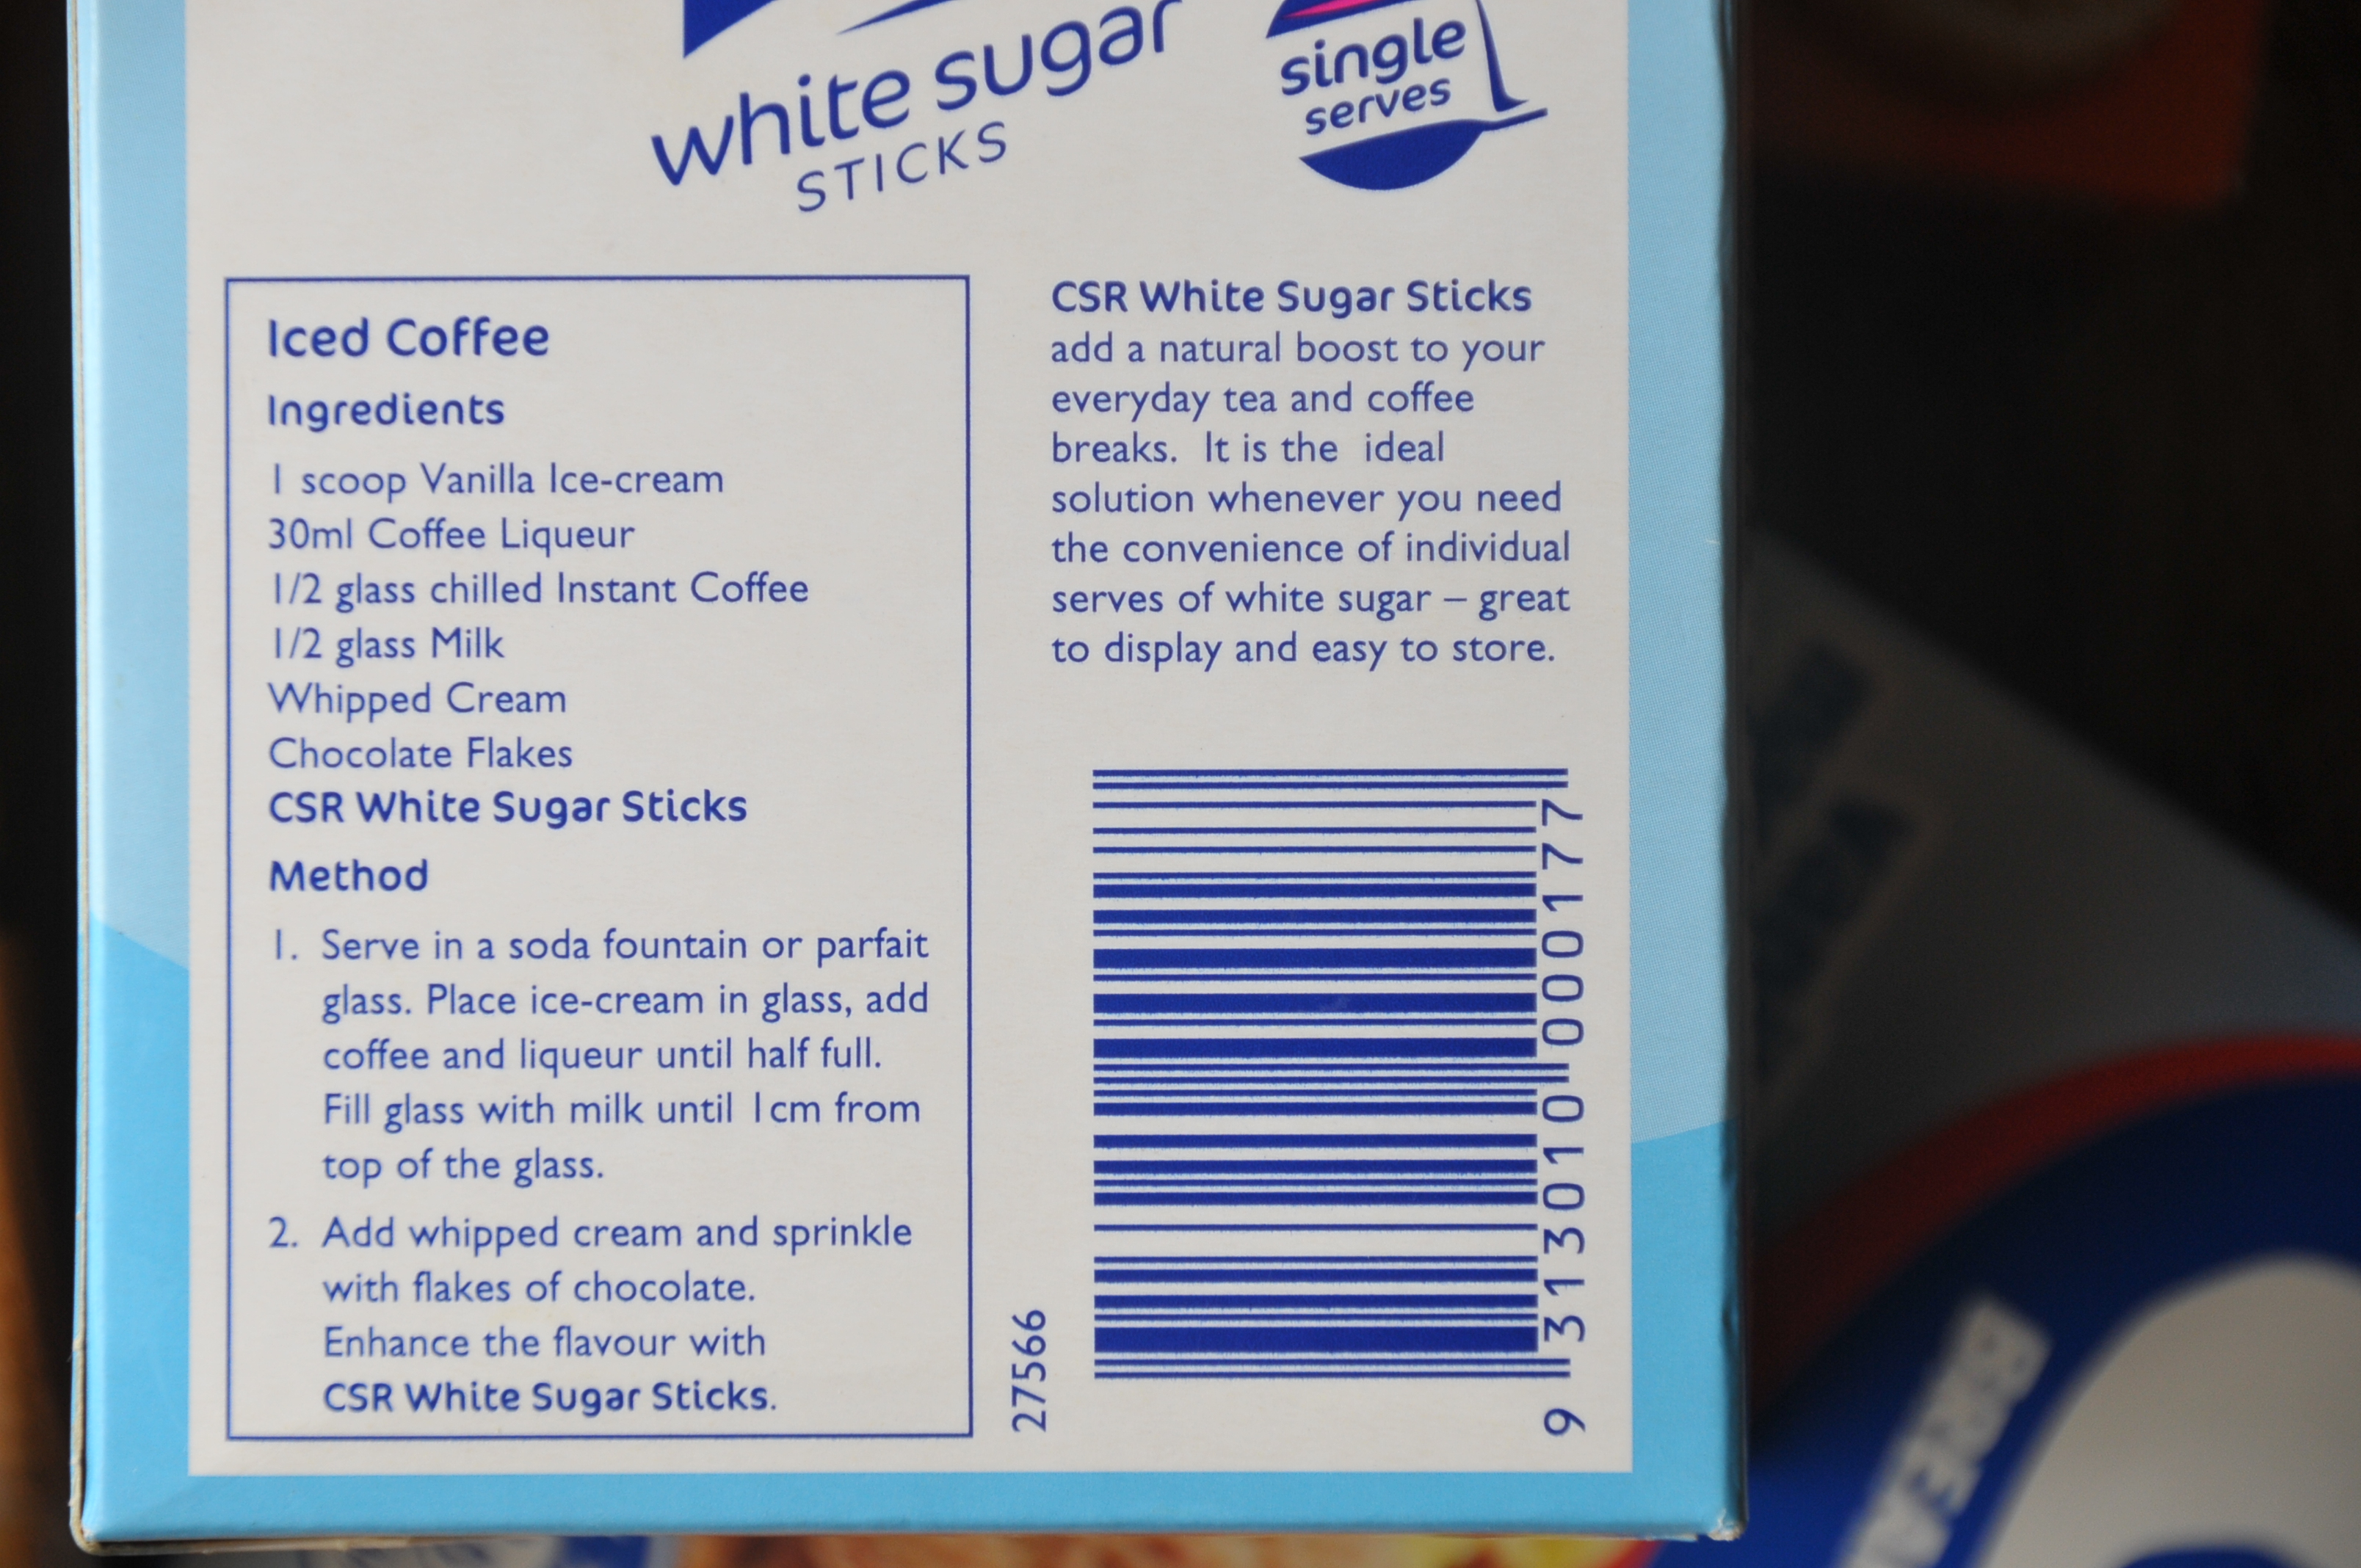 white sugar
STICKS
single
serves
Iced Coffee
Ingredients
1 scoop Vanilla Ice-cream
30ml Coffee Liqueur
1/2 glass chilled Instant Coffee
1/2 glass Milk
Whipped Cream
Chocolate Flakes
CSR White Sugar Sticks
Method
1. Serve in a soda fountain or parfait
glass. Place ice-cream in glass, add
coffee and liqueur until half full.
Fill glass with milk until 1cm from
top of the glass.
2. Add whipped cream and sprinkle
with flakes of chocolate.
Enhance the flavour with
CSR White Sugar Sticks.
CSR White Sugar Sticks
add a natural boost to your
everyday tea and coffee
breaks. It is the ideal
solution whenever you need
the convenience of individual
serves of white sugar – great
to display and easy to store.
27566
9 313010 000177